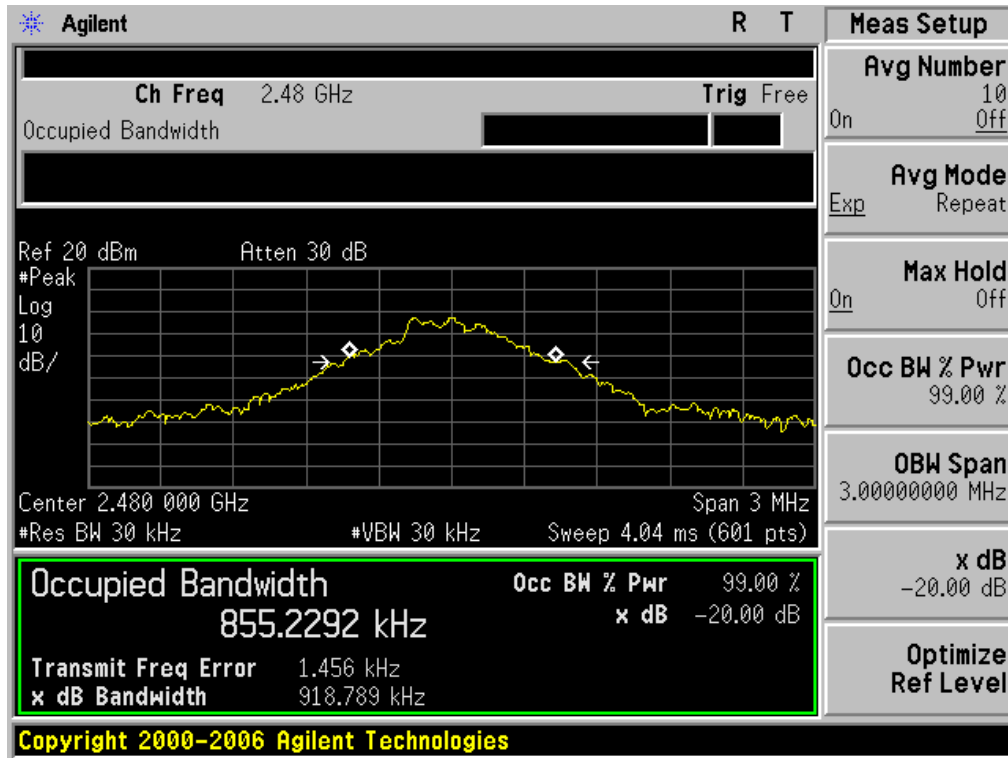 Agilent R T
Ch Freq 2.48 GHz Trig Free
Occupied Bandwidth
Ref 20 dBm Atten 30 dB
#Peak
Log
10
dB/
Center 2.480 000 GHz Span 3 MHz
#Res BW 30 kHz #VBW 30 kHz Sweep 4.04 ms (601 pts)
Occupied Bandwidth Occ BW % Pwr 99.00 %
855.2292 kHz x dB -20.00 dB
Transmit Freq Error 1.456 kHz
x dB Bandwidth 918.789 kHz
Copyright 2000-2006 Agilent Technologies
Meas Setup
Avg Number
10
On Off
Avg Mode
Exp Repeat
Max Hold
On Off
Occ BW % Pwr
99.00 %
OBW Span
3.00000000 MHz
x dB
-20.00 dB
Optimize
Ref Level